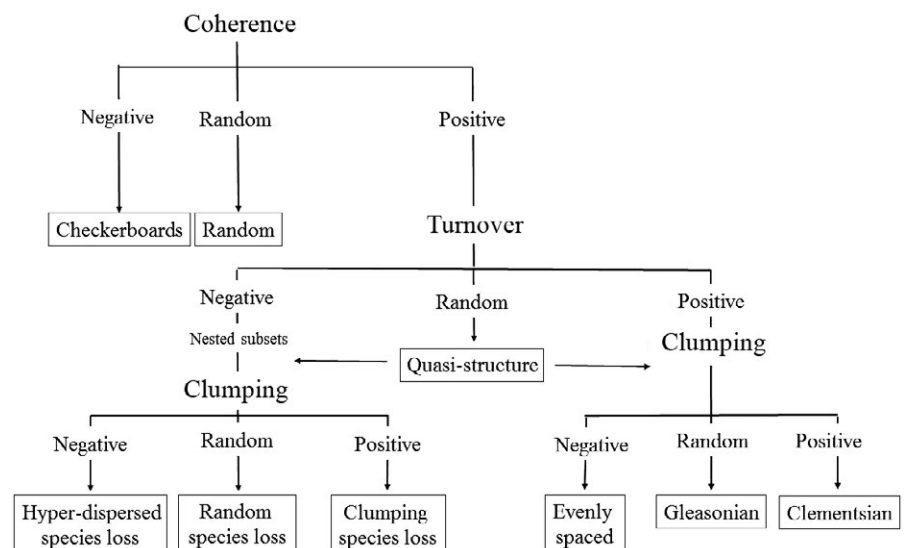 Coherence
Negative
Random
Positive
Checkerboards
Random
Turnover
Negative
Random
Positive
Nested subsets
Quasi-structure
Clumping
Clumping
Negative
Random
Positive
Negative
Random
Positive
Hyper-dispersed
species loss
Random
species loss
Clumping
species loss
Evenly
spaced
Gleasonian
Clementsian